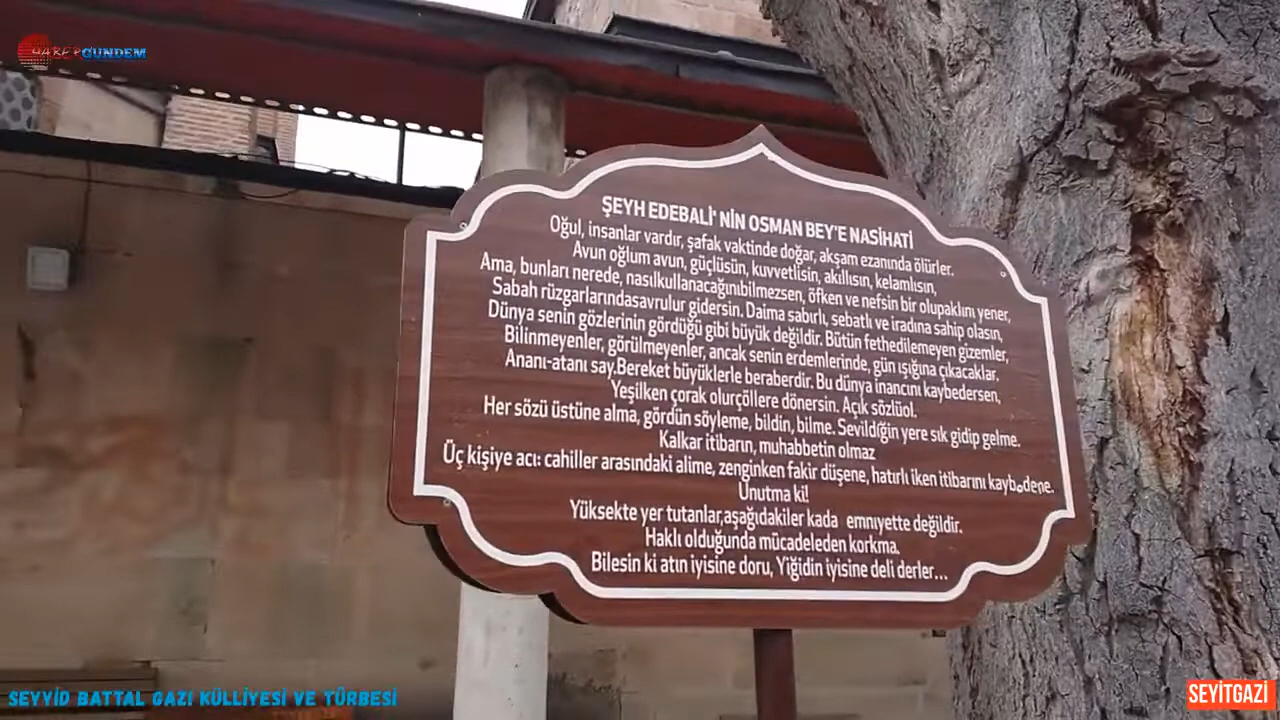 HABERGÜNDEM
ŞEYH EDEBALİ' NİN OSMAN BEY'E NASİHATİ
Oğul, insanlar vardır, şafak vaktinde doğar, akşam ezanında ölürler.
Avun oğlum avun, güçlüsün, kuvvetlisin, akıllısın, kelamlısın,
Ama, bunları nerede, nasılkullanacağınıbilmezsen, öfken ve nefsin bir olupaklını yener,
Sabah rüzgarlarındasavrulur gidersin. Daima sabırlı, sebatlı ve iradına sahip olasın,
Dünya senin gözlerinin gördüğü gibi büyük değildir. Bütün fethedilemeyen gizemler,
Bilinmeyenler, görülmeyenler, ancak senin erdemlerinde, gün ışığına çıkacaklar.
Ananı-atanı say.Bereket büyüklerle beraberdir. Bu dünya inancını kaybedersen,
Yeşilken çorak olurçöllere dönersin. Açık sözlüol.
Her sözü üstüne alma, gördün söyleme, bildin, bilme. Sevildiğin yere sık gidip gelme.
Kalkar itibarın, muhabbetin olmaz
Üç kişiye acı: cahiller arasındaki alime, zenginken fakir düşene, hatırlı iken itibarını kaybedene.
Unutma ki!
Yüksekte yer tutanlar,aşağıdakiler kada emniyette değildir.
Haklı olduğunda mücadeleden korkma.
Bilesin ki atın iyisine doru, Yiğidin iyisine deli derler...
SEYYİD BATTAL GAZI KÜLLİYESİ VE TÜRBESİ
SEYİTGAZİ